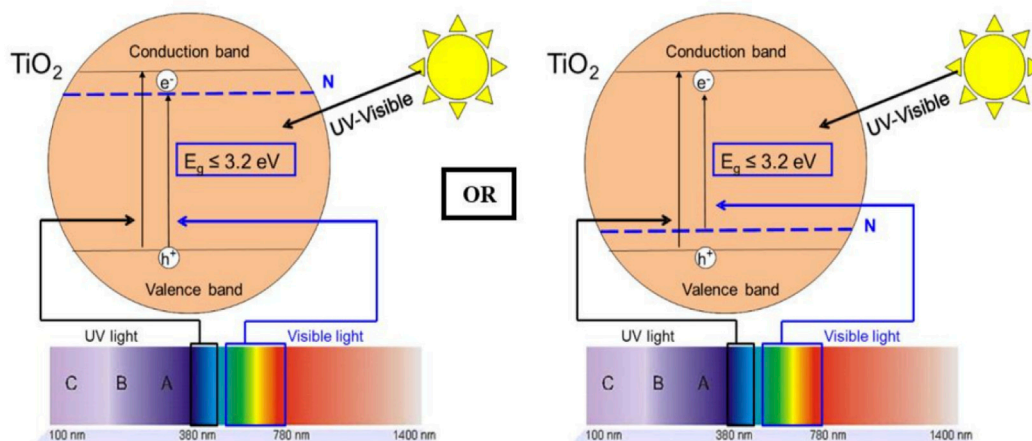 TiO₂
Conduction band
e⁻
N
UV-Visible
E_g ≤ 3.2 eV
h⁺
Valence band
UV light
Visible light
C B A
100 nm 380 nm 780 nm 1400 nm
OR
TiO₂
Conduction band
e⁻
UV-Visible
E_g ≤ 3.2 eV
N
h⁺
Valence band
UV light
Visible light
C B A
100 nm 380 nm 780 nm 1400 nm